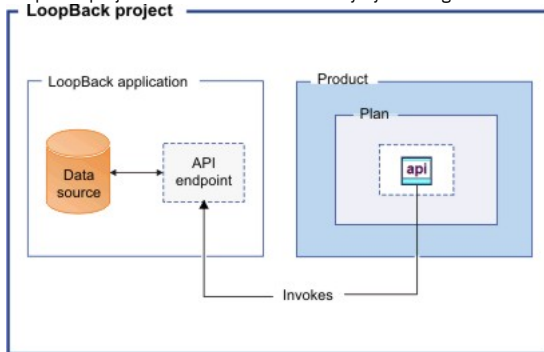 LoopBack project
LoopBack application
Product
Plan
Data
source
API
endpoint
api
Invokes